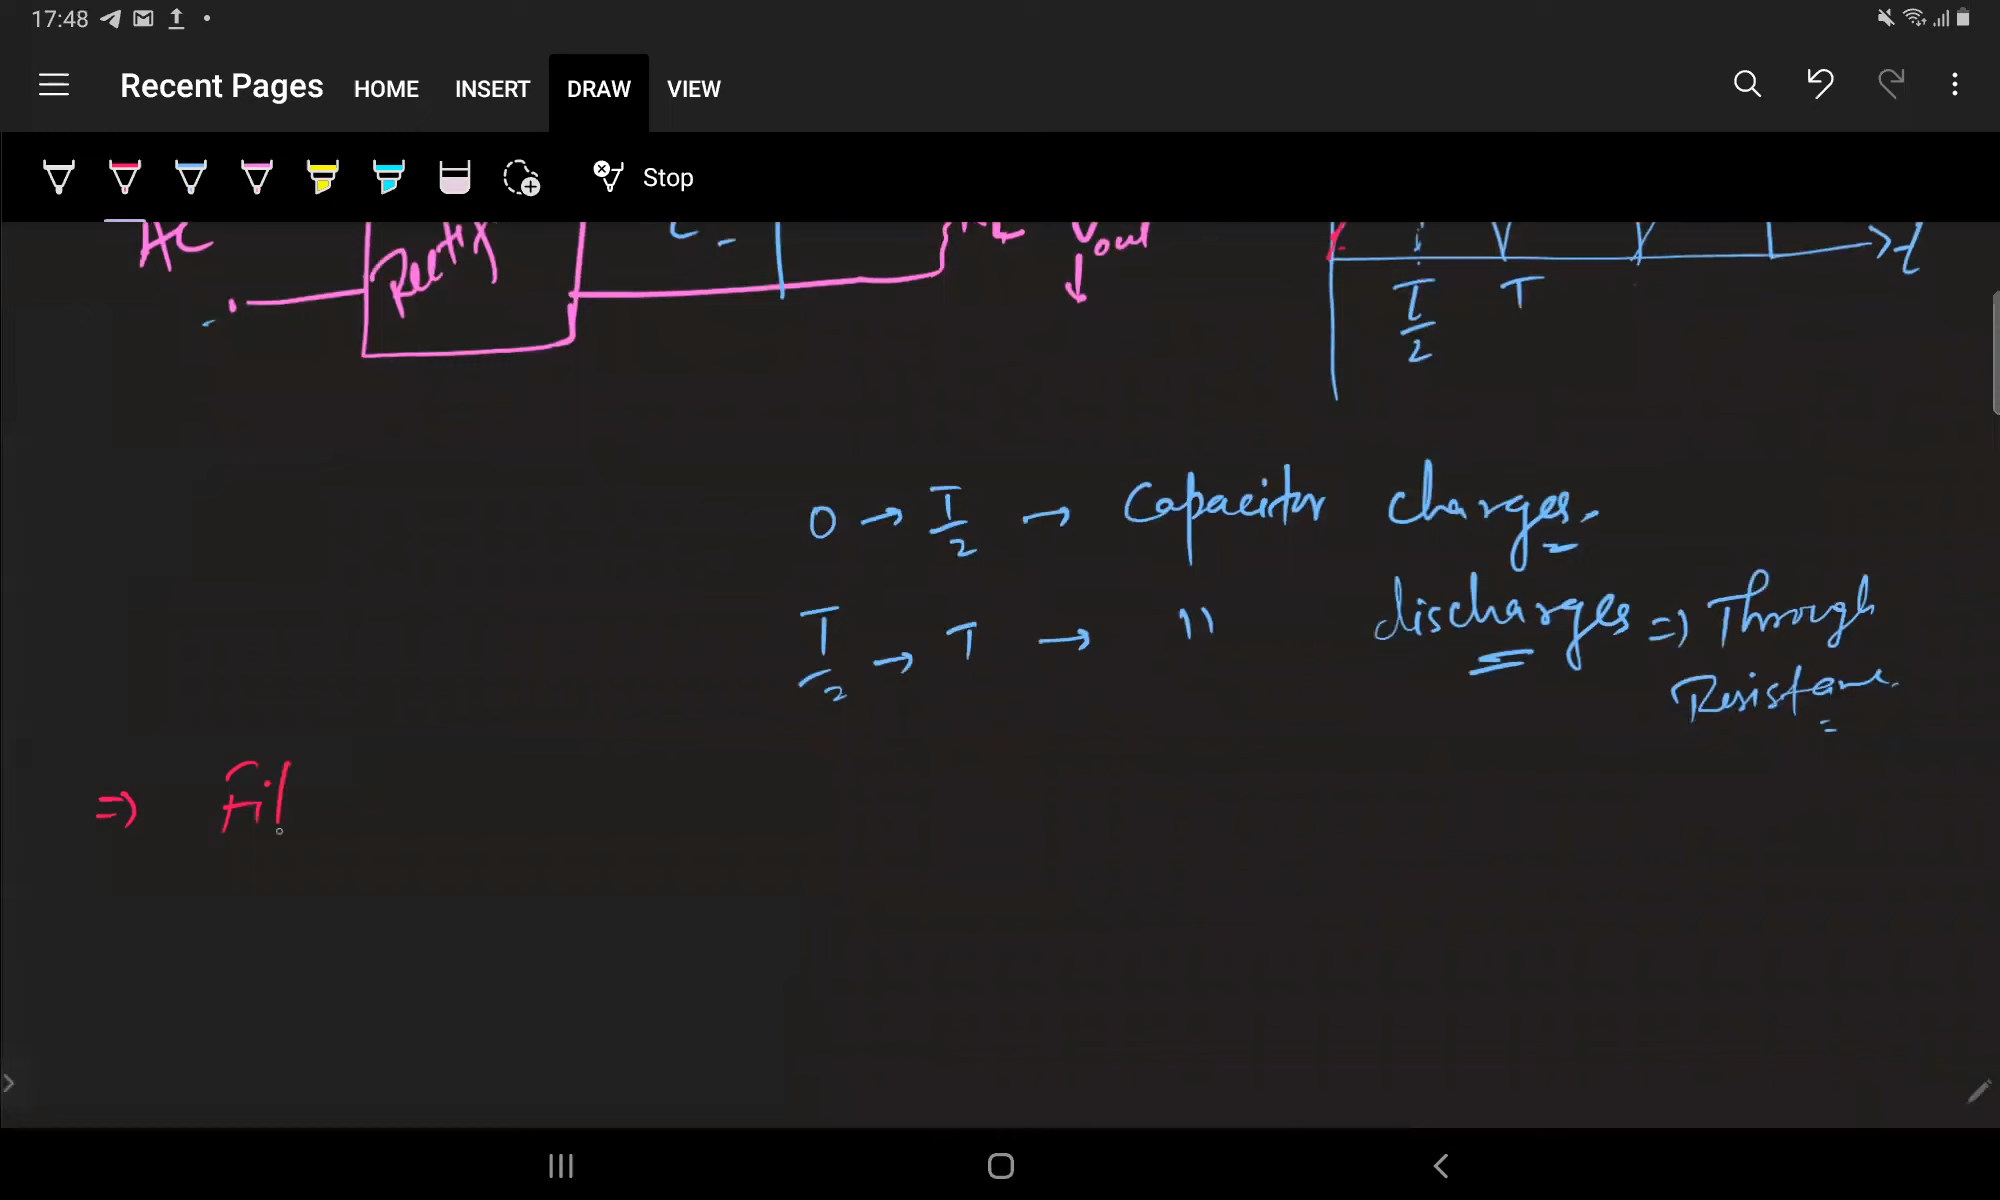 17:48
Recent Pages HOME INSERT DRAW VIEW
Stop
AC Rectify C RL Vout t
T/2 T
0 → T/2 → Capacitor charges.
T/2 → T → '' discharges => Through
Resistance.
=> Fil